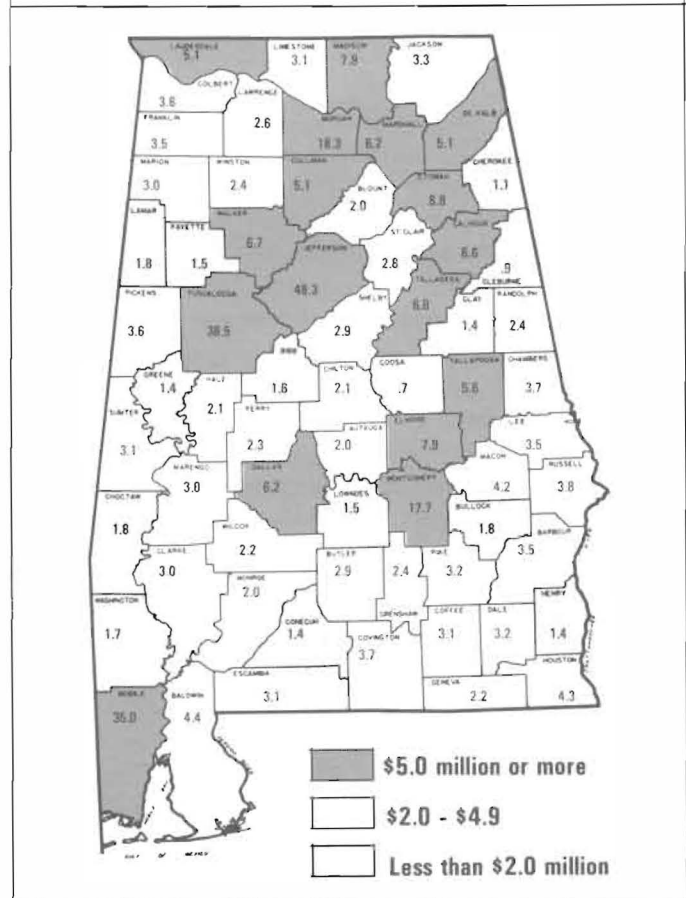 LAUDERDALE
5.1
LIMESTONE
3.1
MADISON
7.9
JACKSON
3.3
COLBERT
3.6
LAWRENCE
2.6
FRANKLIN
3.5
MORGAN
18.3
MARSHALL
6.2
DE KALB
5.1
MARION
3.0
WINSTON
2.4
CULLMAN
5.1
BLOUNT
2.0
ETOWAH
8.8
CHEROKEE
1.1
LAMAR
1.8
FAYETTE
1.5
WALKER
6.7
JEFFERSON
48.3
ST CLAIR
2.8
CALHOUN
6.6
.9
CLEBURNE
PICKENS
3.6
TUSCALOOSA
38.5
SHELBY
2.9
TALLADEGA
6.8
CLAY
1.4
RANDOLPH
2.4
GREENE
1.4
HALE
2.1
BIBB
1.6
CHILTON
2.1
COOSA
.7
TALLAPOOSA
5.6
CHAMBERS
3.7
SUMTER
3.1
PERRY
2.3
AUTAUGA
2.0
ELMORE
7.9
LEE
3.5
MACON
4.2
RUSSELL
3.8
MARENGO
3.0
DALLAS
6.2
LOWNDES
1.5
MONTGOMERY
17.7
BULLOCK
1.8
BARBOUR
3.5
CHOCTAW
1.8
CLARKE
3.0
WILCOX
2.2
BUTLER
2.9
2.4
CRENSHAW
PIKE
3.2
MONROE
2.0
WASHINGTON
1.7
CONECUH
1.4
COVINGTON
3.7
COFFEE
3.1
DALE
3.2
HENRY
1.4
HOUSTON
4.3
ESCAMBIA
3.1
GENEVA
2.2
MOBILE
35.0
BALDWIN
4.4
GULF OF MEXICO
$5.0 million or more
$2.0 - $4.9
Less than $2.0 million